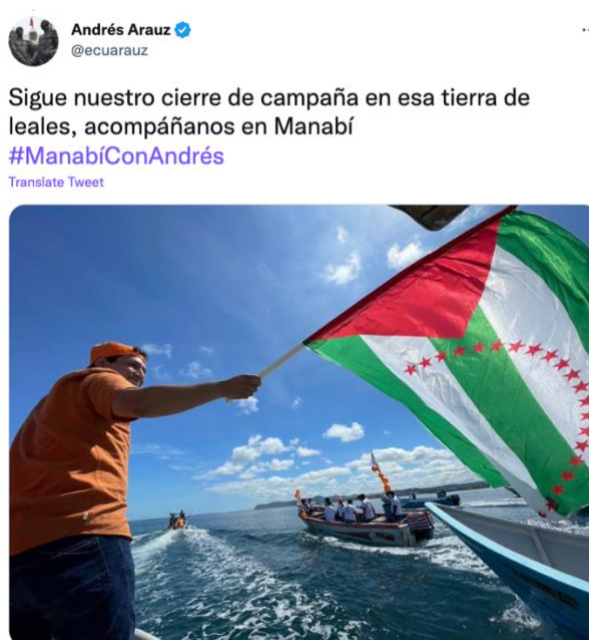 Andrés Arauz
@ecuarauz
Sigue nuestro cierre de campaña en esa tierra de
leales, acompáñanos en Manabí
#ManabíConAndrés
Translate Tweet